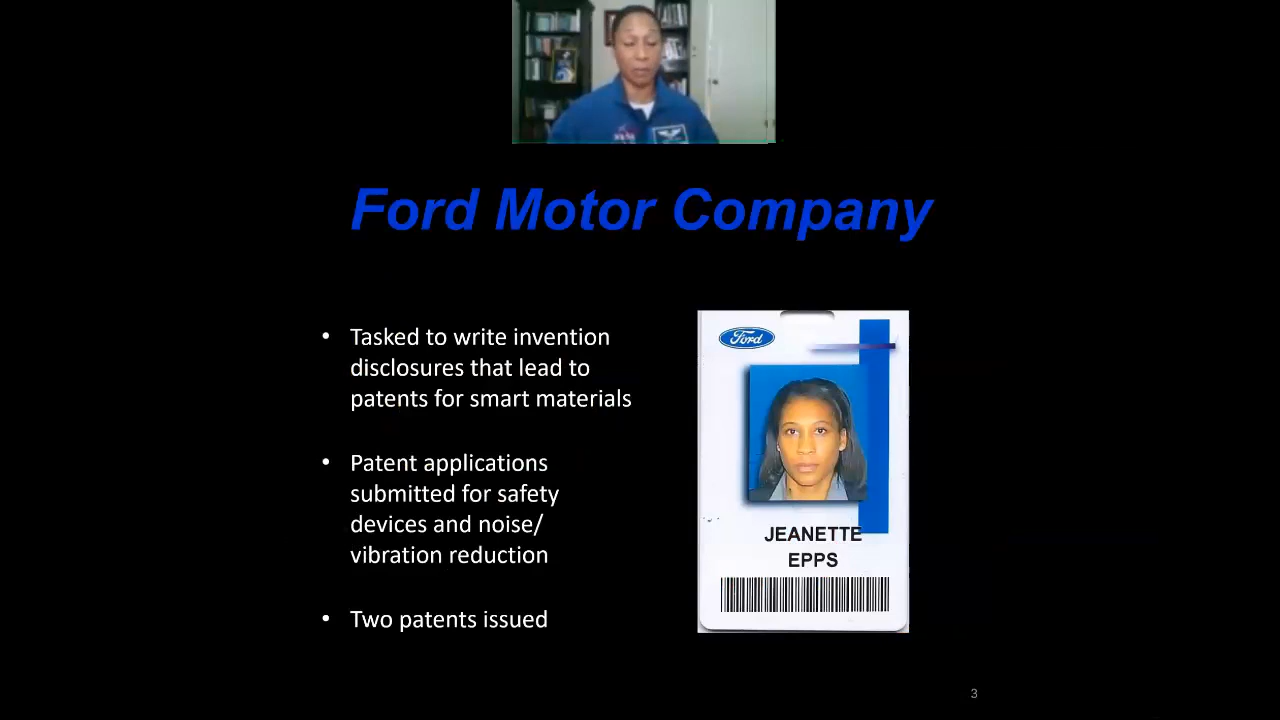 NASA
Ford Motor Company
• Tasked to write invention
disclosures that lead to
patents for smart materials
• Patent applications
submitted for safety
devices and noise/
vibration reduction
• Two patents issued
Ford
JEANETTE
EPPS
3